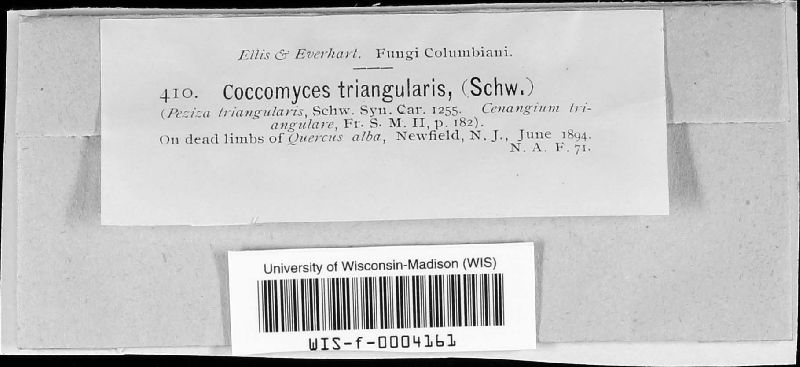 Ellis & Everhart. Fungi Columbiani.
410. Coccomyces triangularis, (Schw.)
(Peziza triangularis, Schw. Syn. Car. 1255. Cenangium tri-
angulare, Fr. S. M. II, p. 182).
On dead limbs of Quercus alba, Newfield, N. J., June 1894.
N. A. F. 71.
University of Wisconsin-Madison (WIS)
WIS-f-0004161